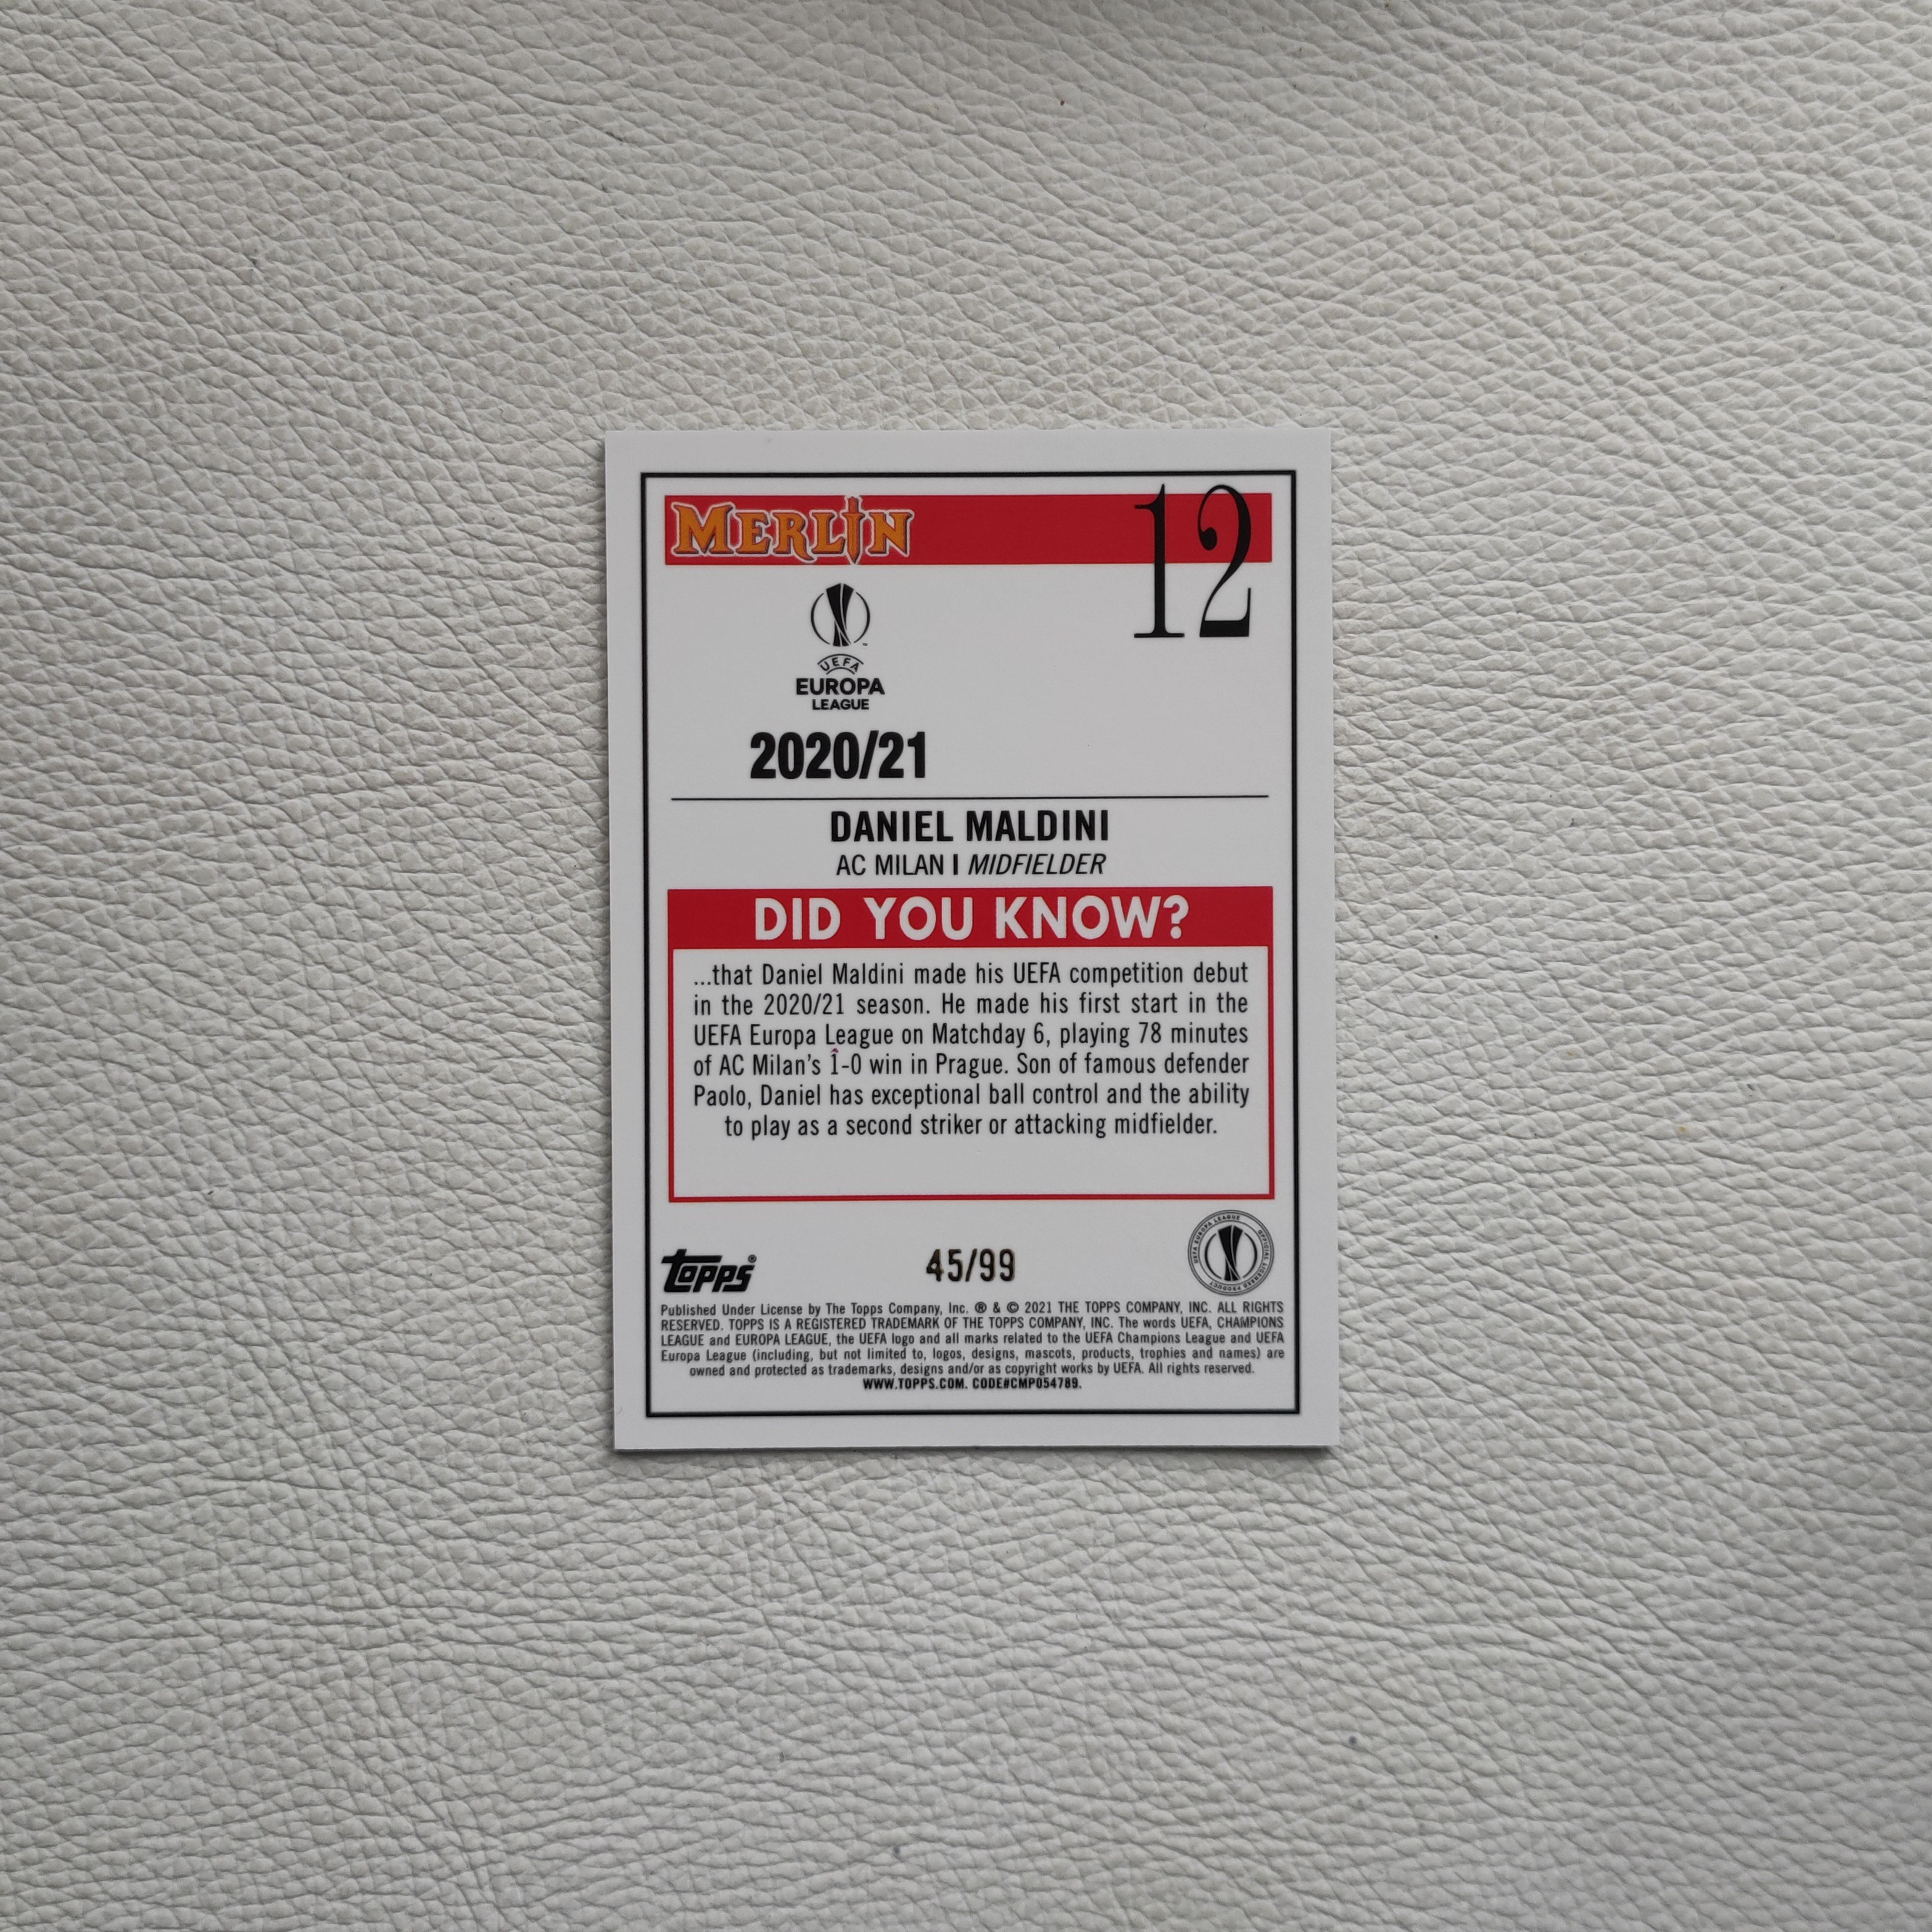 MERLIN
12
UEFA
EUROPA
LEAGUE
2020/21
DANIEL MALDINI
AC MILAN I MIDFIELDER
DID YOU KNOW?
...that Daniel Maldini made his UEFA competition debut
in the 2020/21 season. He made his first start in the
UEFA Europa League on Matchday 6, playing 78 minutes
of AC Milan's 1-0 win in Prague. Son of famous defender
Paolo, Daniel has exceptional ball control and the ability
to play as a second striker or attacking midfielder.
topps®
45/99
UEFA EUROPA LEAGUE OFFICIAL LICENSED PRODUCT
Published Under License by The Topps Company, Inc. ® & © 2021 THE TOPPS COMPANY, INC. ALL RIGHTS
RESERVED. TOPPS IS A REGISTERED TRADEMARK OF THE TOPPS COMPANY, INC. The words UEFA, CHAMPIONS
LEAGUE and EUROPA LEAGUE, the UEFA logo and all marks related to the UEFA Champions League and UEFA
Europa League (including, but not limited to, logos, designs, mascots, products, trophies and names) are
owned and protected as trademarks, designs and/or as copyright works by UEFA. All rights reserved.
WWW.TOPPS.COM. CODE#CMP054789.